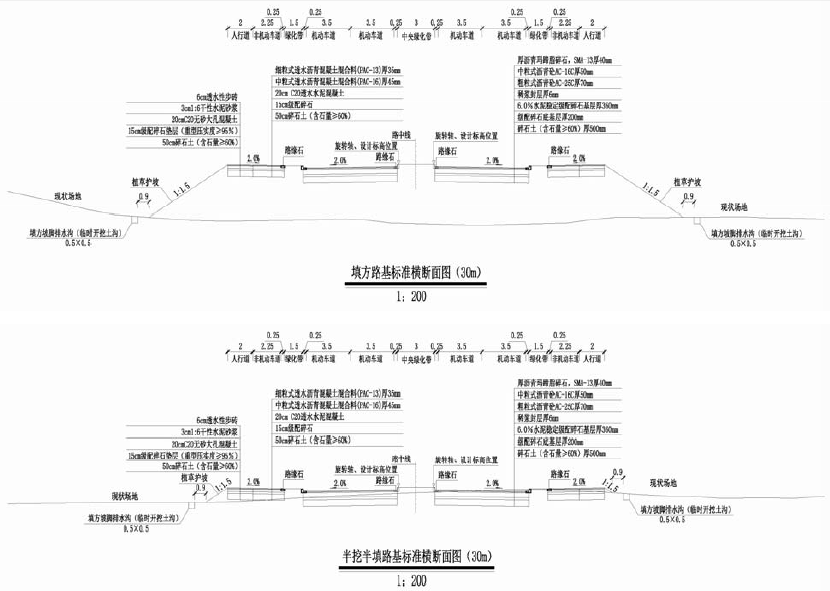 0.25 0.25 0.25 0.25
2 2.25 1.5 3.5 3.5 0.25 3 0.25 3.5 3.5 1.5 2.25 2
人行道 非机动车道 绿化带 机动车道 机动车道 中央绿化带 机动车道 机动车道 绿化带 非机动车道 人行道
细粒式透水沥青混凝土混合料(PAC-13)厚35mm
中粒式透水沥青混凝土混合料(PAC-16)厚45mm
20cm C20透水水泥混凝土
15cm级配碎石
50cm碎石土(含石量≥60%)
厚沥青玛蹄脂碎石, SMA-13厚40mm
中粒式沥青砼AC-16C厚50mm
粗粒式沥青砼AC-25C厚70mm
稀浆封层厚6mm
6.0%水泥稳定级配碎石基层厚360mm
级配碎石底基层厚200mm
碎石土(含石量≥60%)厚500mm
6cm透水性步砖
3cm1:6干性水泥砂浆
20cmC20无砂大孔混凝土
15cm级配碎石垫层(重型压实度≥95%)
50cm碎石土(含石量≥60%)
路中线
旋转轴、设计标高位置 旋转轴、设计标高位置
路缘石 路缘石 路缘石 路缘石
2.0% 2.0% 2.0% 2.0%
植草护坡 1:1.5 1:1.5 植草护坡
现状场地 0.9 0.9 现状场地
填方坡脚排水沟(临时开挖土沟) 填方坡脚排水沟(临时开挖土沟)
0.5×0.5 0.5×0.5
填方路基标准横断面图(30m)
1: 200
0.25 0.25 0.25 0.25
2 2.25 1.5 3.5 3.5 0.25 3 0.25 3.5 3.5 1.5 2.25 2
人行道 非机动车道 绿化带 机动车道 机动车道 中央绿化带 机动车道 机动车道 绿化带 非机动车道 人行道
细粒式透水沥青混凝土混合料(PAC-13)厚35mm
中粒式透水沥青混凝土混合料(PAC-16)厚45mm
20cm C20透水水泥混凝土
15cm级配碎石
50cm碎石土(含石量≥60%)
厚沥青玛蹄脂碎石, SMA-13厚40mm
中粒式沥青砼AC-16C厚50mm
粗粒式沥青砼AC-25C厚70mm
稀浆封层厚6mm
6.0%水泥稳定级配碎石基层厚360mm
级配碎石底基层厚200mm
碎石土(含石量≥60%)厚500mm
6cm透水性步砖
3cm1:6干性水泥砂浆
20cmC20无砂大孔混凝土
15cm级配碎石垫层(重型压实度≥95%)
50cm碎石土(含石量≥60%)
路中线
旋转轴、设计标高位置 旋转轴、设计标高位置
路缘石 路缘石 路缘石 路缘石
2.0% 2.0% 2.0% 2.0%
植草护坡 1:1.5 1:1.5
现状场地 0.9 0.9 现状场地
填方坡脚排水沟(临时开挖土沟) 填方坡脚排水沟(临时开挖土沟)
0.5×0.5 0.5×0.5
半挖半填路基标准横断面图(30m)
1: 200